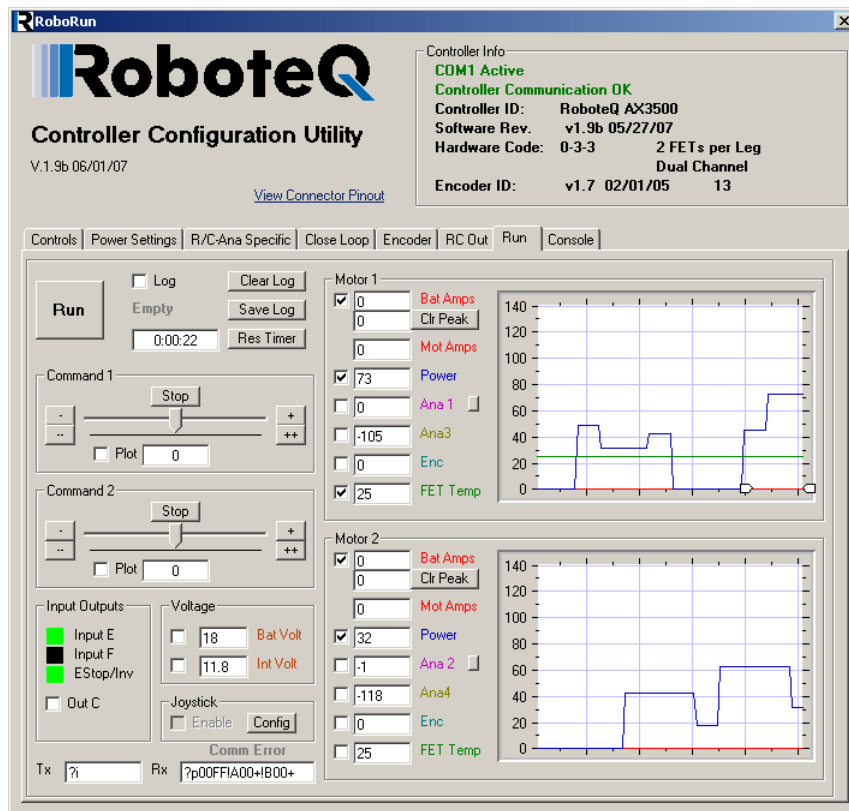 RoboRun
RoboteQ
Controller Configuration Utility
V.1.9b 06/01/07
View Connector Pinout
Controller Info
COM1 Active
Controller Communication OK
Controller ID: RoboteQ AX3500
Software Rev. v1.9b 05/27/07
Hardware Code: 0-3-3 2 FETs per Leg
Dual Channel
Encoder ID: v1.7 02/01/05 13
Controls Power Settings R/C-Ana Specific Close Loop Encoder RC Out Run Console
Run
Log
Clear Log
Empty
Save Log
0:00:22
Res Timer
Command 1
Stop
- +
-- ++
Plot 0
Command 2
Stop
- +
-- ++
Plot 0
Input Outputs
Input E
Input F
EStop/Inv
Out C
Voltage
18 Bat Volt
11.8 Int Volt
Joystick
Enable Config
Comm Error
Tx ?i Rx ?p00FF!A00+!B00+
Motor 1
0 Bat Amps
0 Clr Peak
0 Mot Amps
73 Power
0 Ana 1
-105 Ana3
0 Enc
25 FET Temp
140
120
100
80
60
40
20
0
Motor 2
0 Bat Amps
0 Clr Peak
0 Mot Amps
32 Power
-1 Ana 2
-118 Ana4
0 Enc
25 FET Temp
140
120
100
80
60
40
20
0